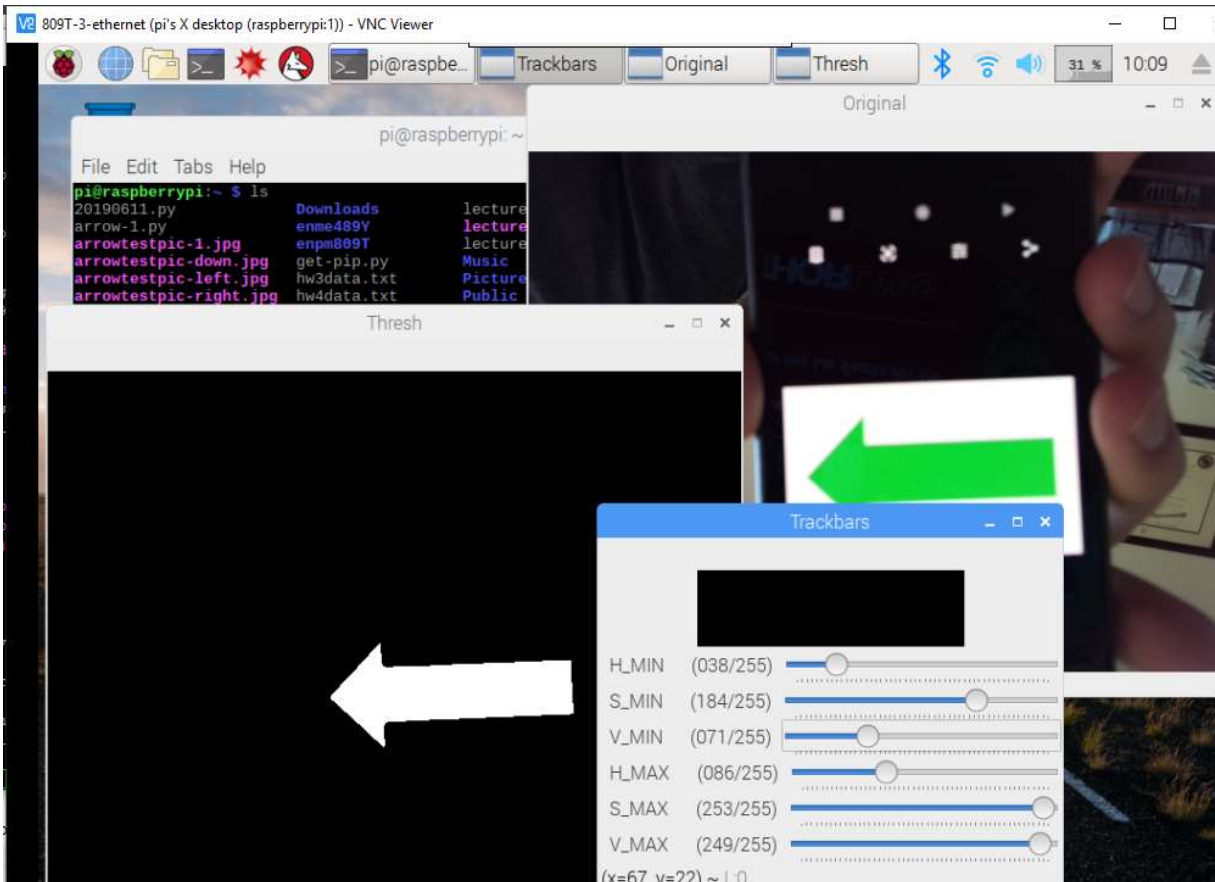 809T-3-ethernet (pi's X desktop (raspberrypi:1)) - VNC Viewer
pi@raspbe... Trackbars Original Thresh 31 % 10:09
Original
pi@raspberrypi: ~
File Edit Tabs Help
pi@raspberrypi:~ $ ls
20190611.py Downloads lecture
arrow-1.py enme489Y lecture
arrowtestpic-1.jpg enpm809T lecture
arrowtestpic-down.jpg get-pip.py Music
arrowtestpic-left.jpg hw3data.txt Picture
arrowtestpic-right.jpg hw4data.txt Public
Thresh
Trackbars
H_MIN (038/255)
S_MIN (184/255)
V_MIN (071/255)
H_MAX (086/255)
S_MAX (253/255)
V_MAX (249/255)
(x=67, y=22) ~ L:0